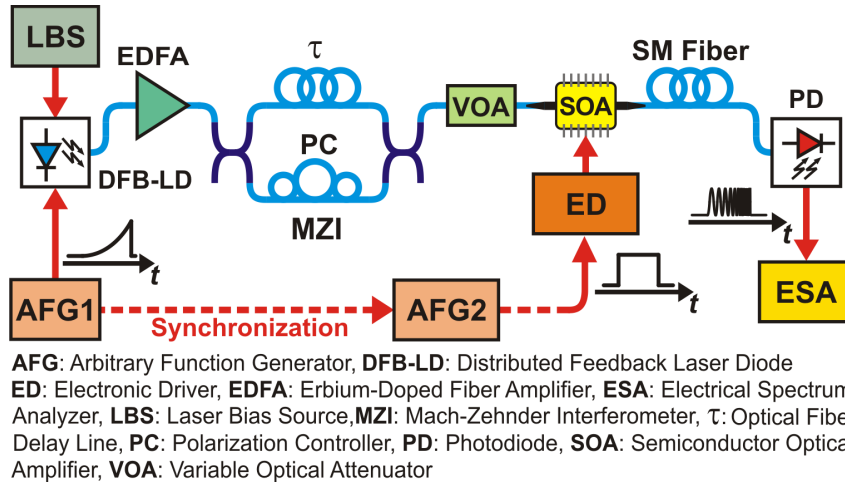 LBS
EDFA
τ
SM Fiber
VOA
SOA
PD
PC
DFB-LD
MZI
ED
t
t
t
AFG1
Synchronization
AFG2
ESA
AFG: Arbitrary Function Generator, DFB-LD: Distributed Feedback Laser Diode
ED: Electronic Driver, EDFA: Erbium-Doped Fiber Amplifier, ESA: Electrical Spectrum
Analyzer, LBS: Laser Bias Source,MZI: Mach-Zehnder Interferometer, τ: Optical Fibe
Delay Line, PC: Polarization Controller, PD: Photodiode, SOA: Semiconductor Optica
Amplifier, VOA: Variable Optical Attenuator